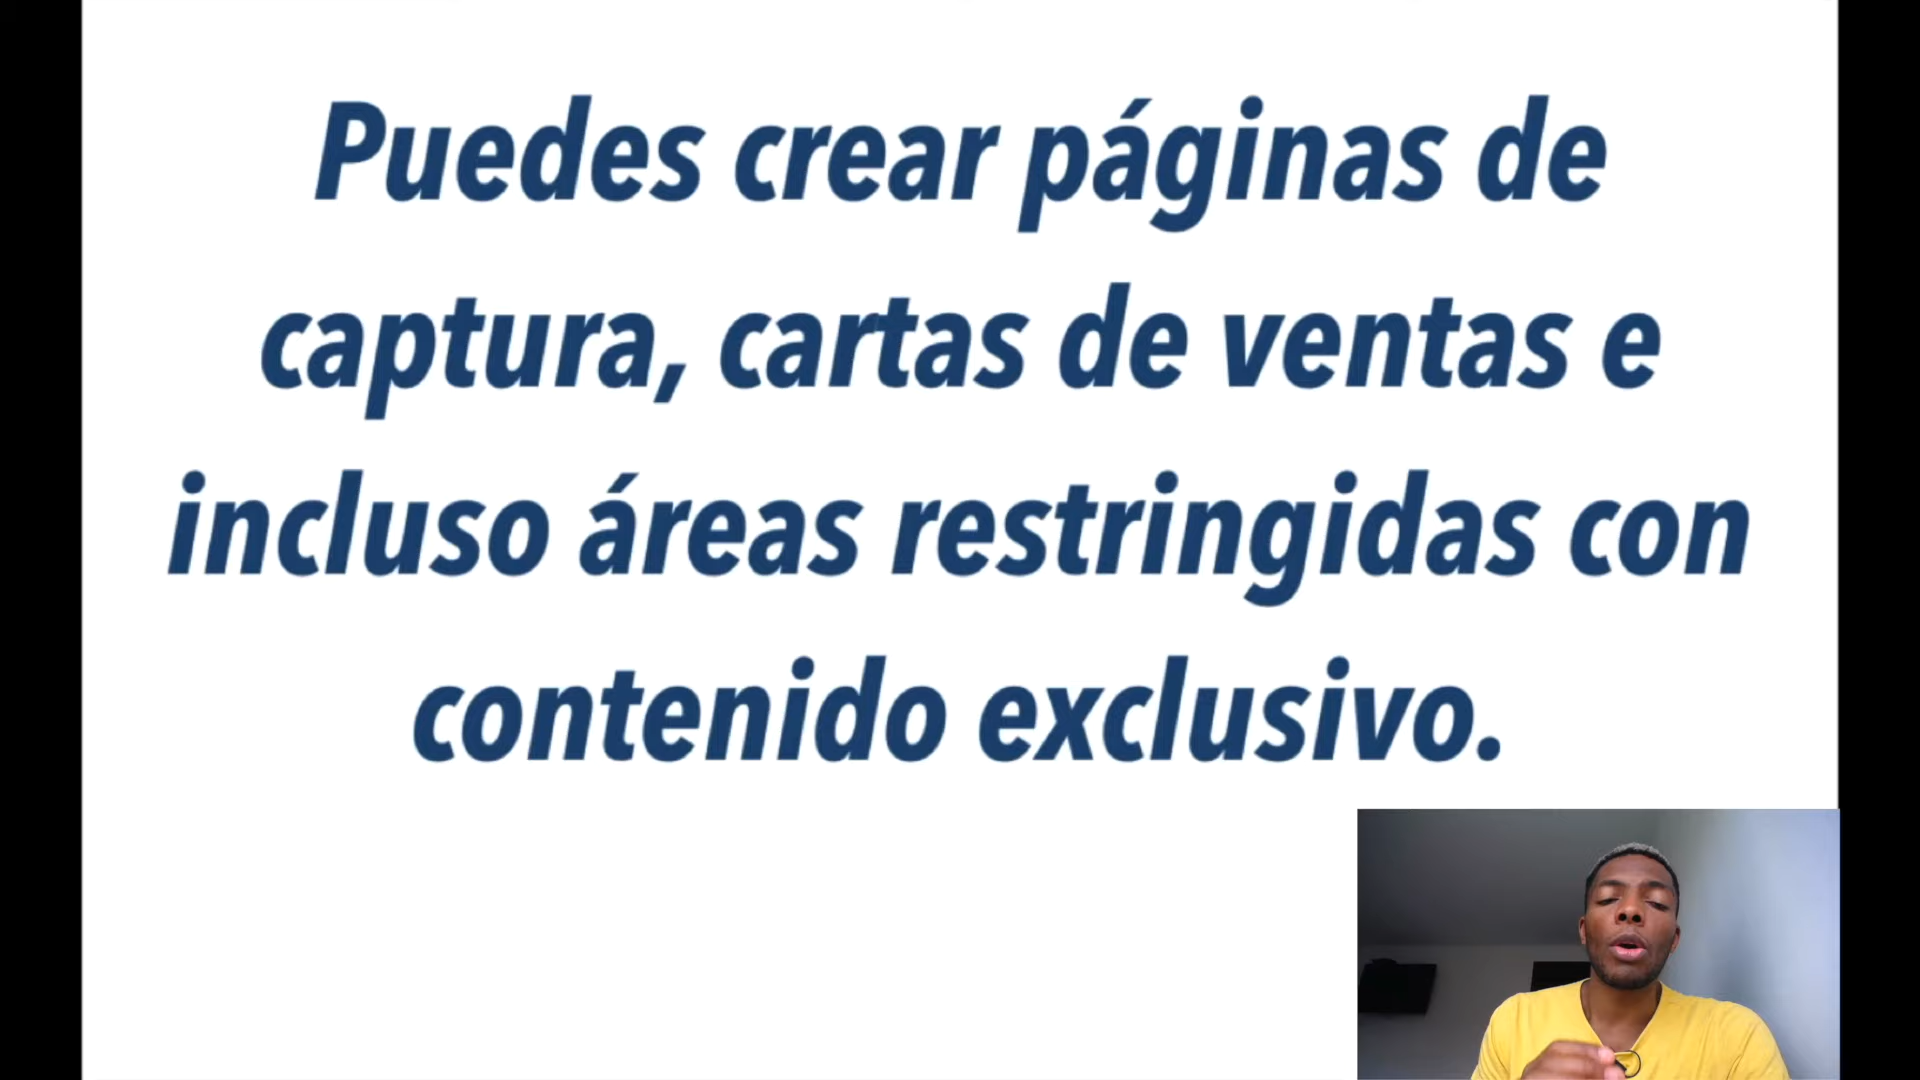 Puedes crear páginas de
captura, cartas de ventas e
incluso áreas restringidas con
contenido exclusivo.